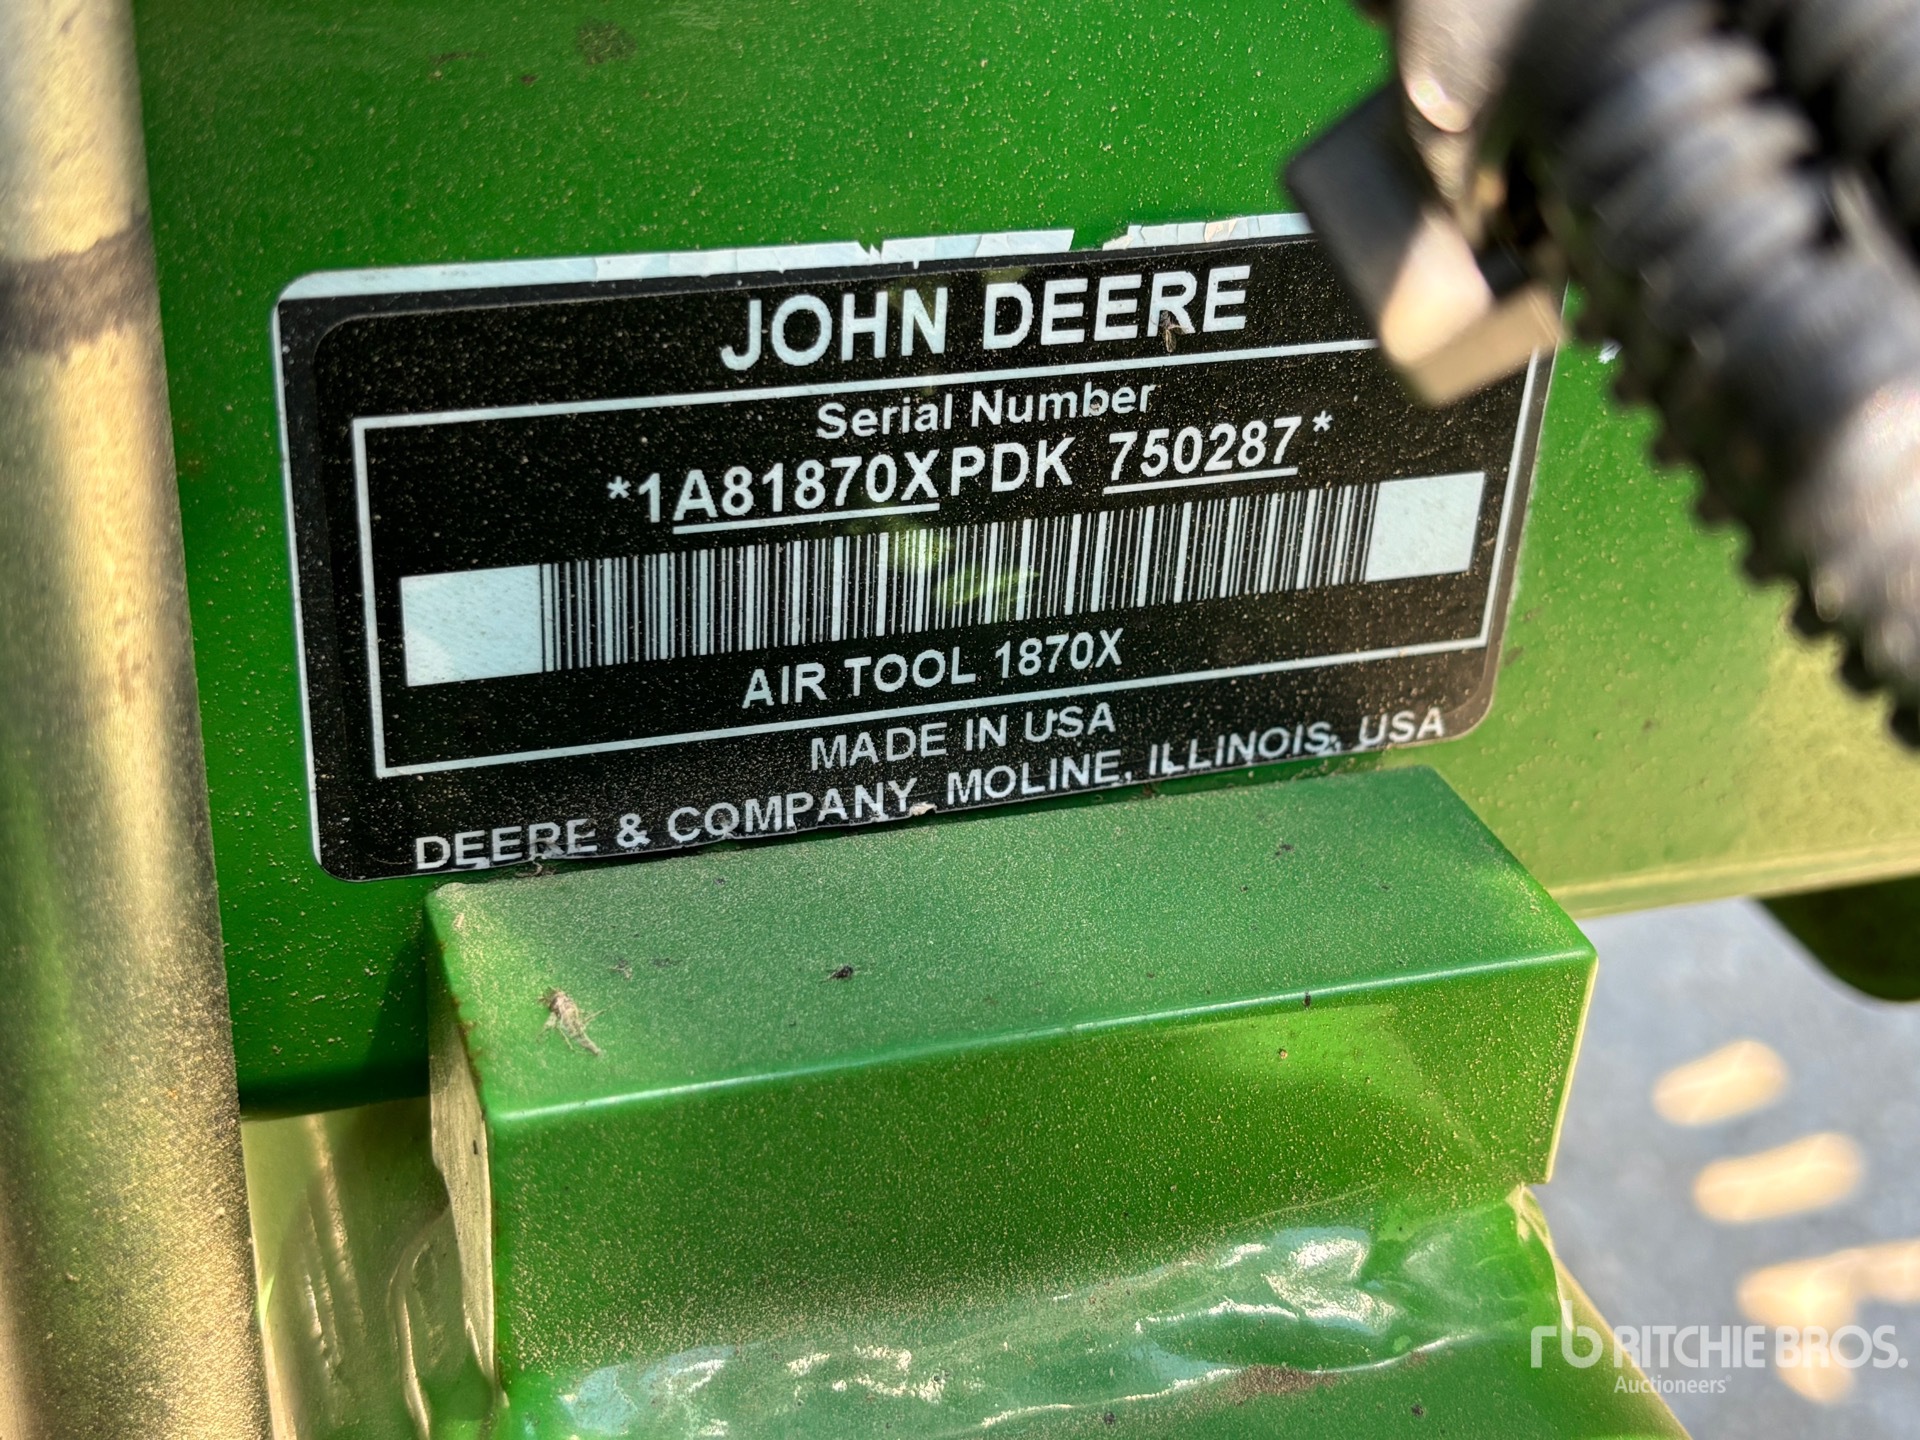 JOHN DEERE
Serial Number
*1A81870XPDK 750287*
AIR TOOL 1870X
MADE IN USA
DEERE & COMPANY, MOLINE, ILLINOIS, USA
rb RITCHIE BROS.
Auctioneers